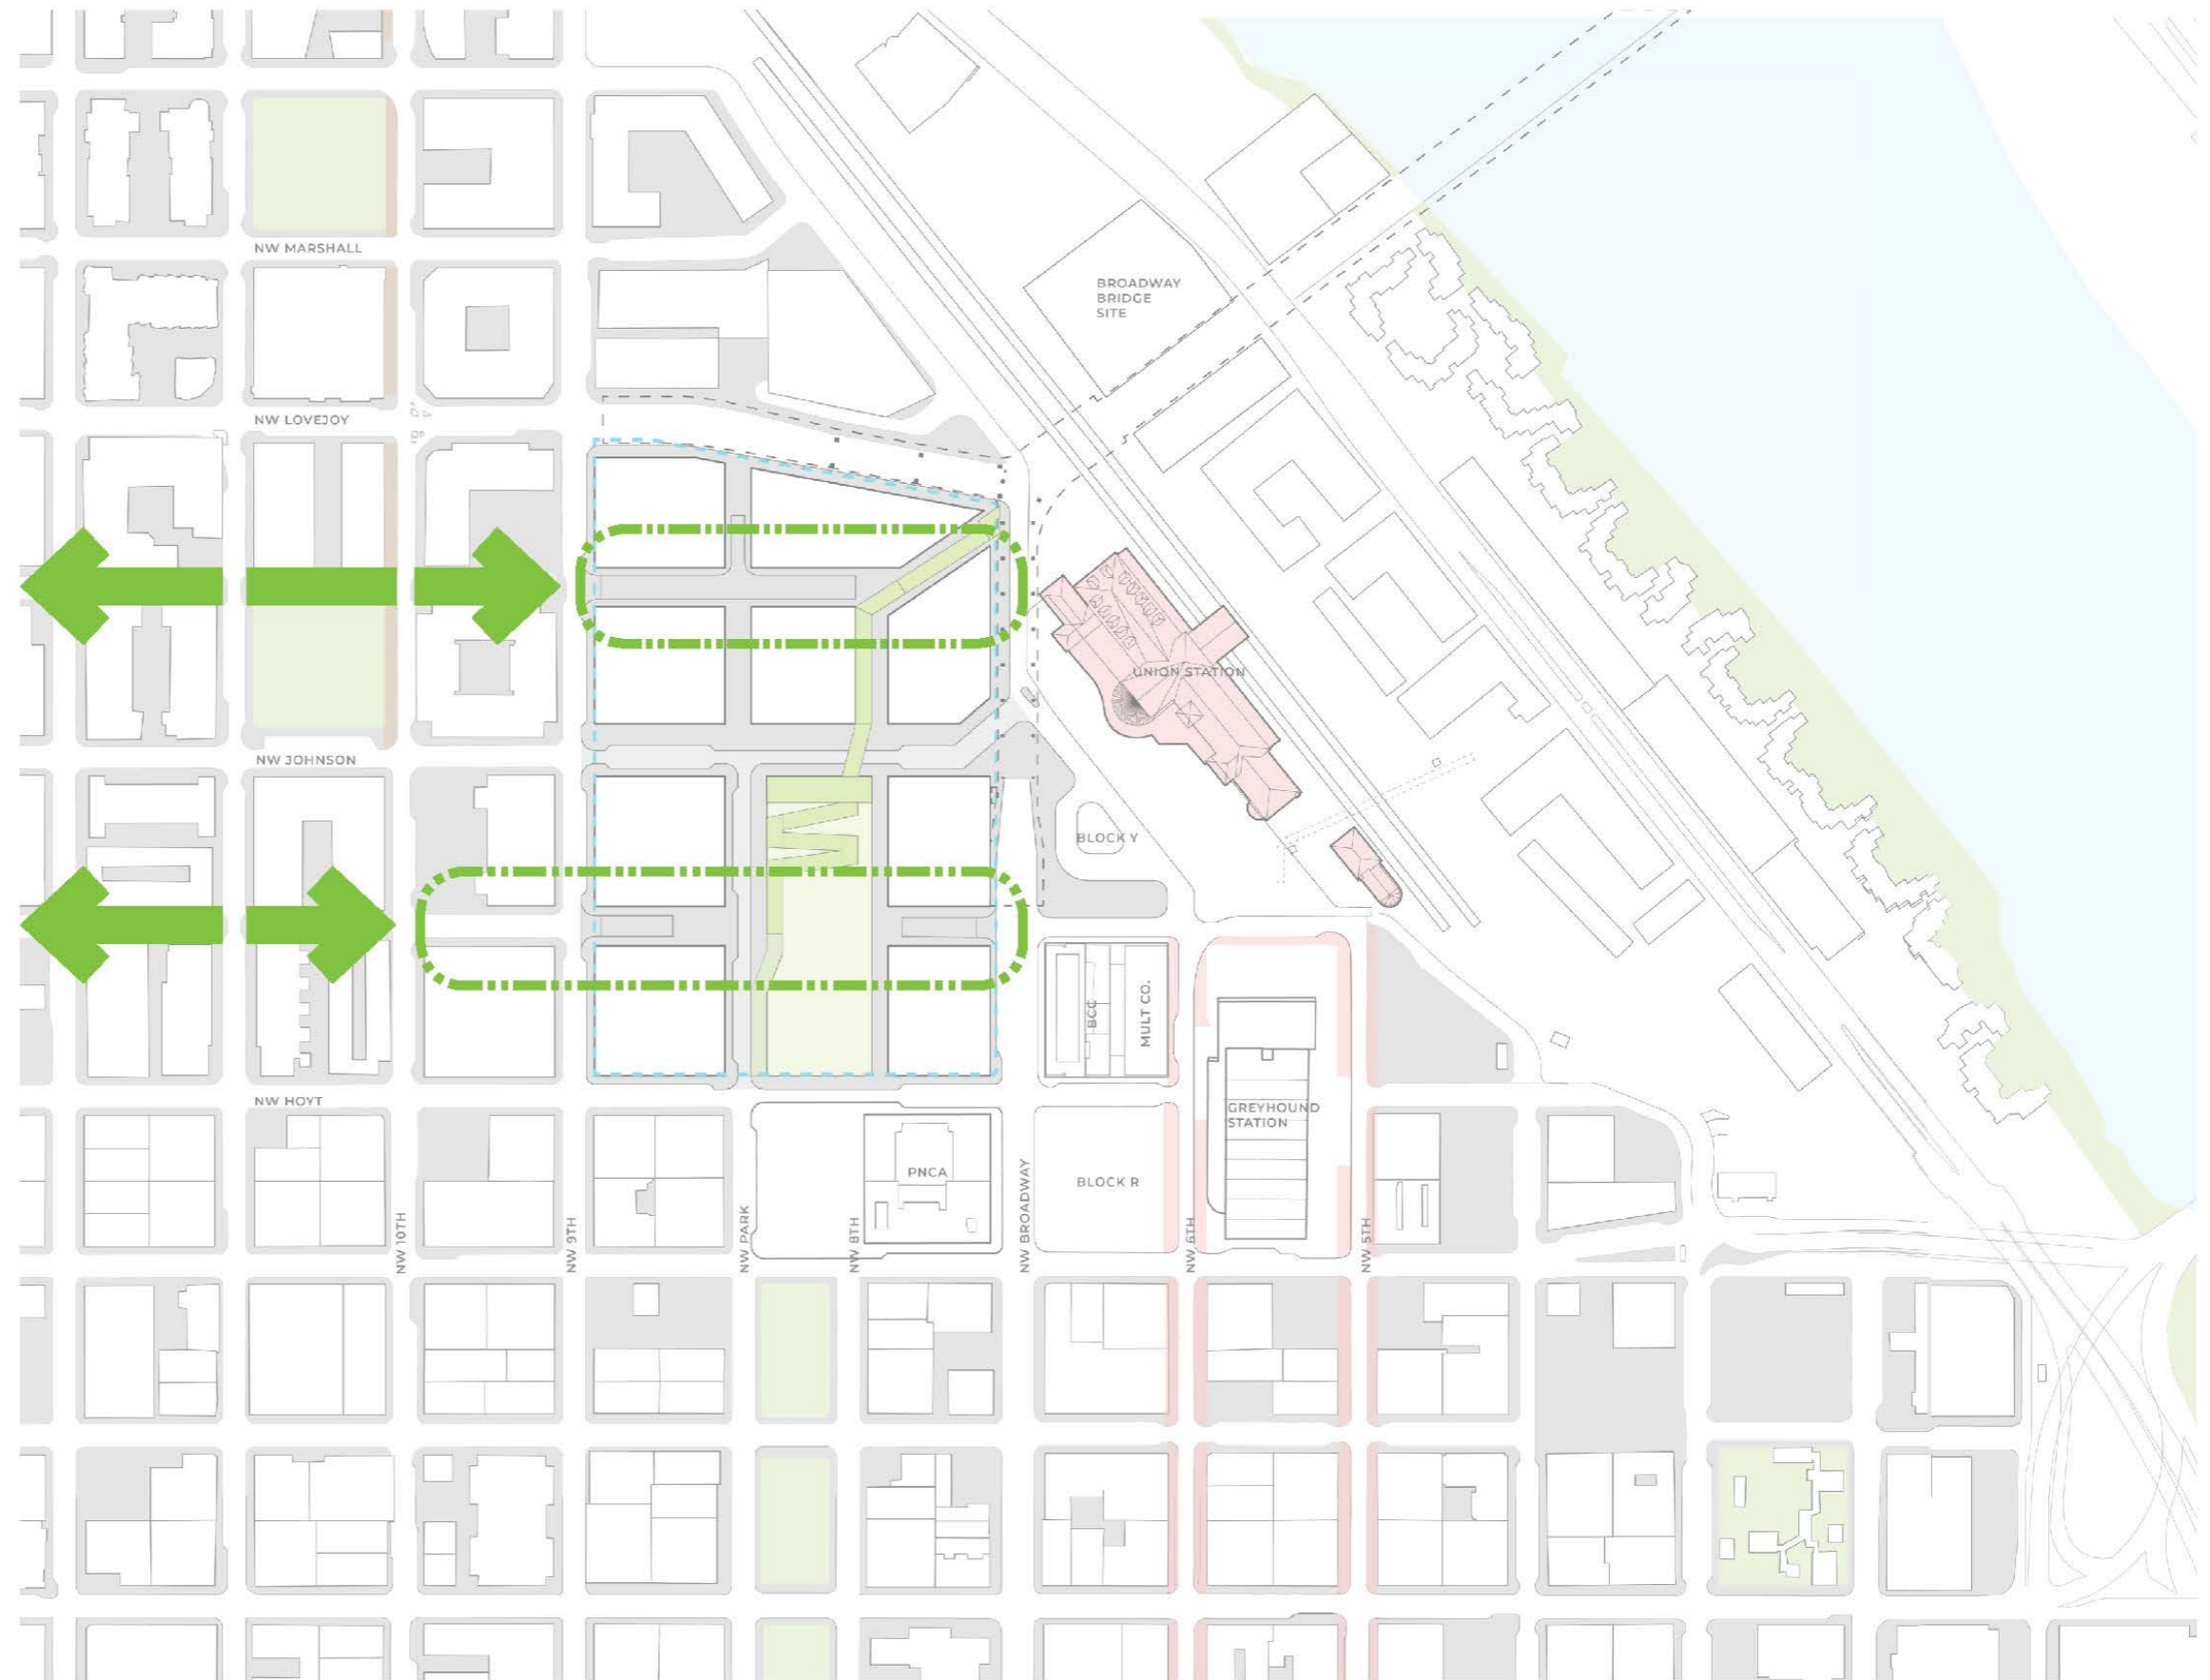 NW MARSHALL
BROADWAY
BRIDGE
SITE
NW LOVEJOY
UNION STATION
NW JOHNSON
BLOCK Y
BCC
MULT CO.
NW HOYT
GREYHOUND
STATION
PNCA
BLOCK R
NW 10TH
NW 9TH
NW PARK
NW 8TH
NW BROADWAY
NW 6TH
NW 5TH